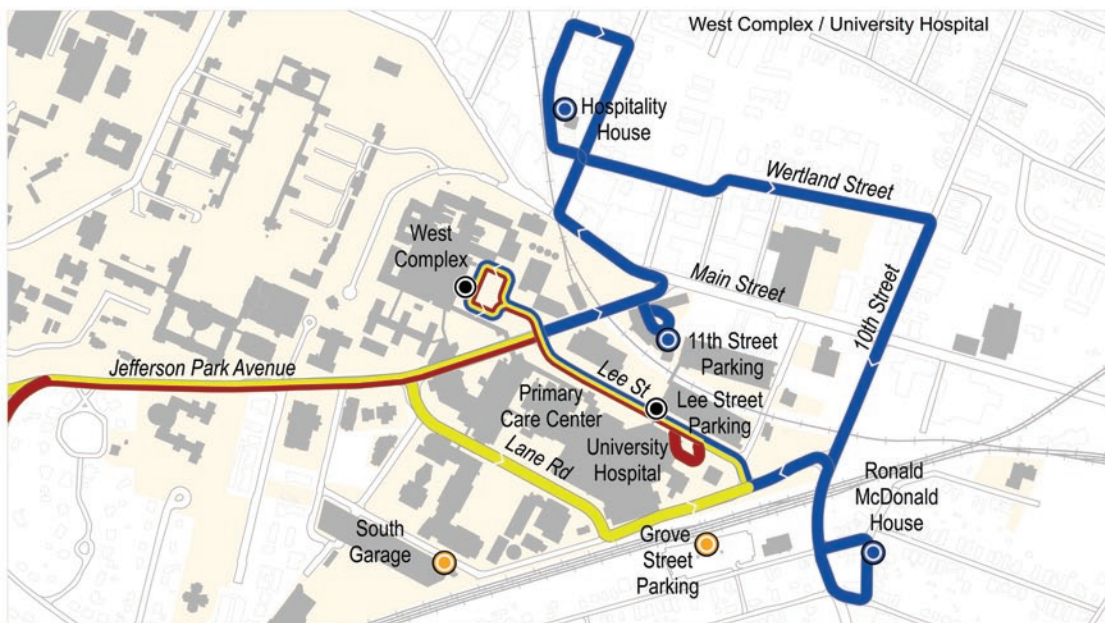 West Complex / University Hospital
Hospitality
House
Wertland Street
West
Complex
Main Street
10th Street
11th Street
Parking
Jefferson Park Avenue
Lee St
Primary
Care Center
Lee Street
Parking
University
Hospital
Lane Rd
Ronald
McDonald
House
South
Garage
Grove
Street
Parking